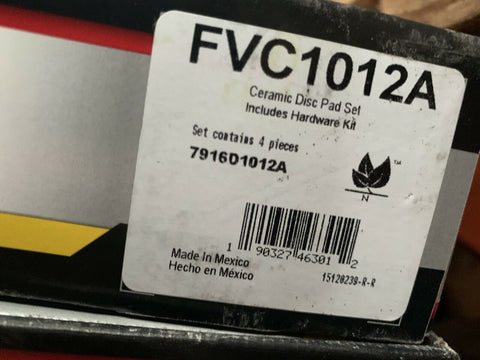 FVC1012A
Ceramic Disc Pad Set
Includes Hardware Kit
Set contains 4 pieces
7916D1012A
TM
N
1 90327 46301 2
Made In Mexico
Hecho en México
15120239-R-R